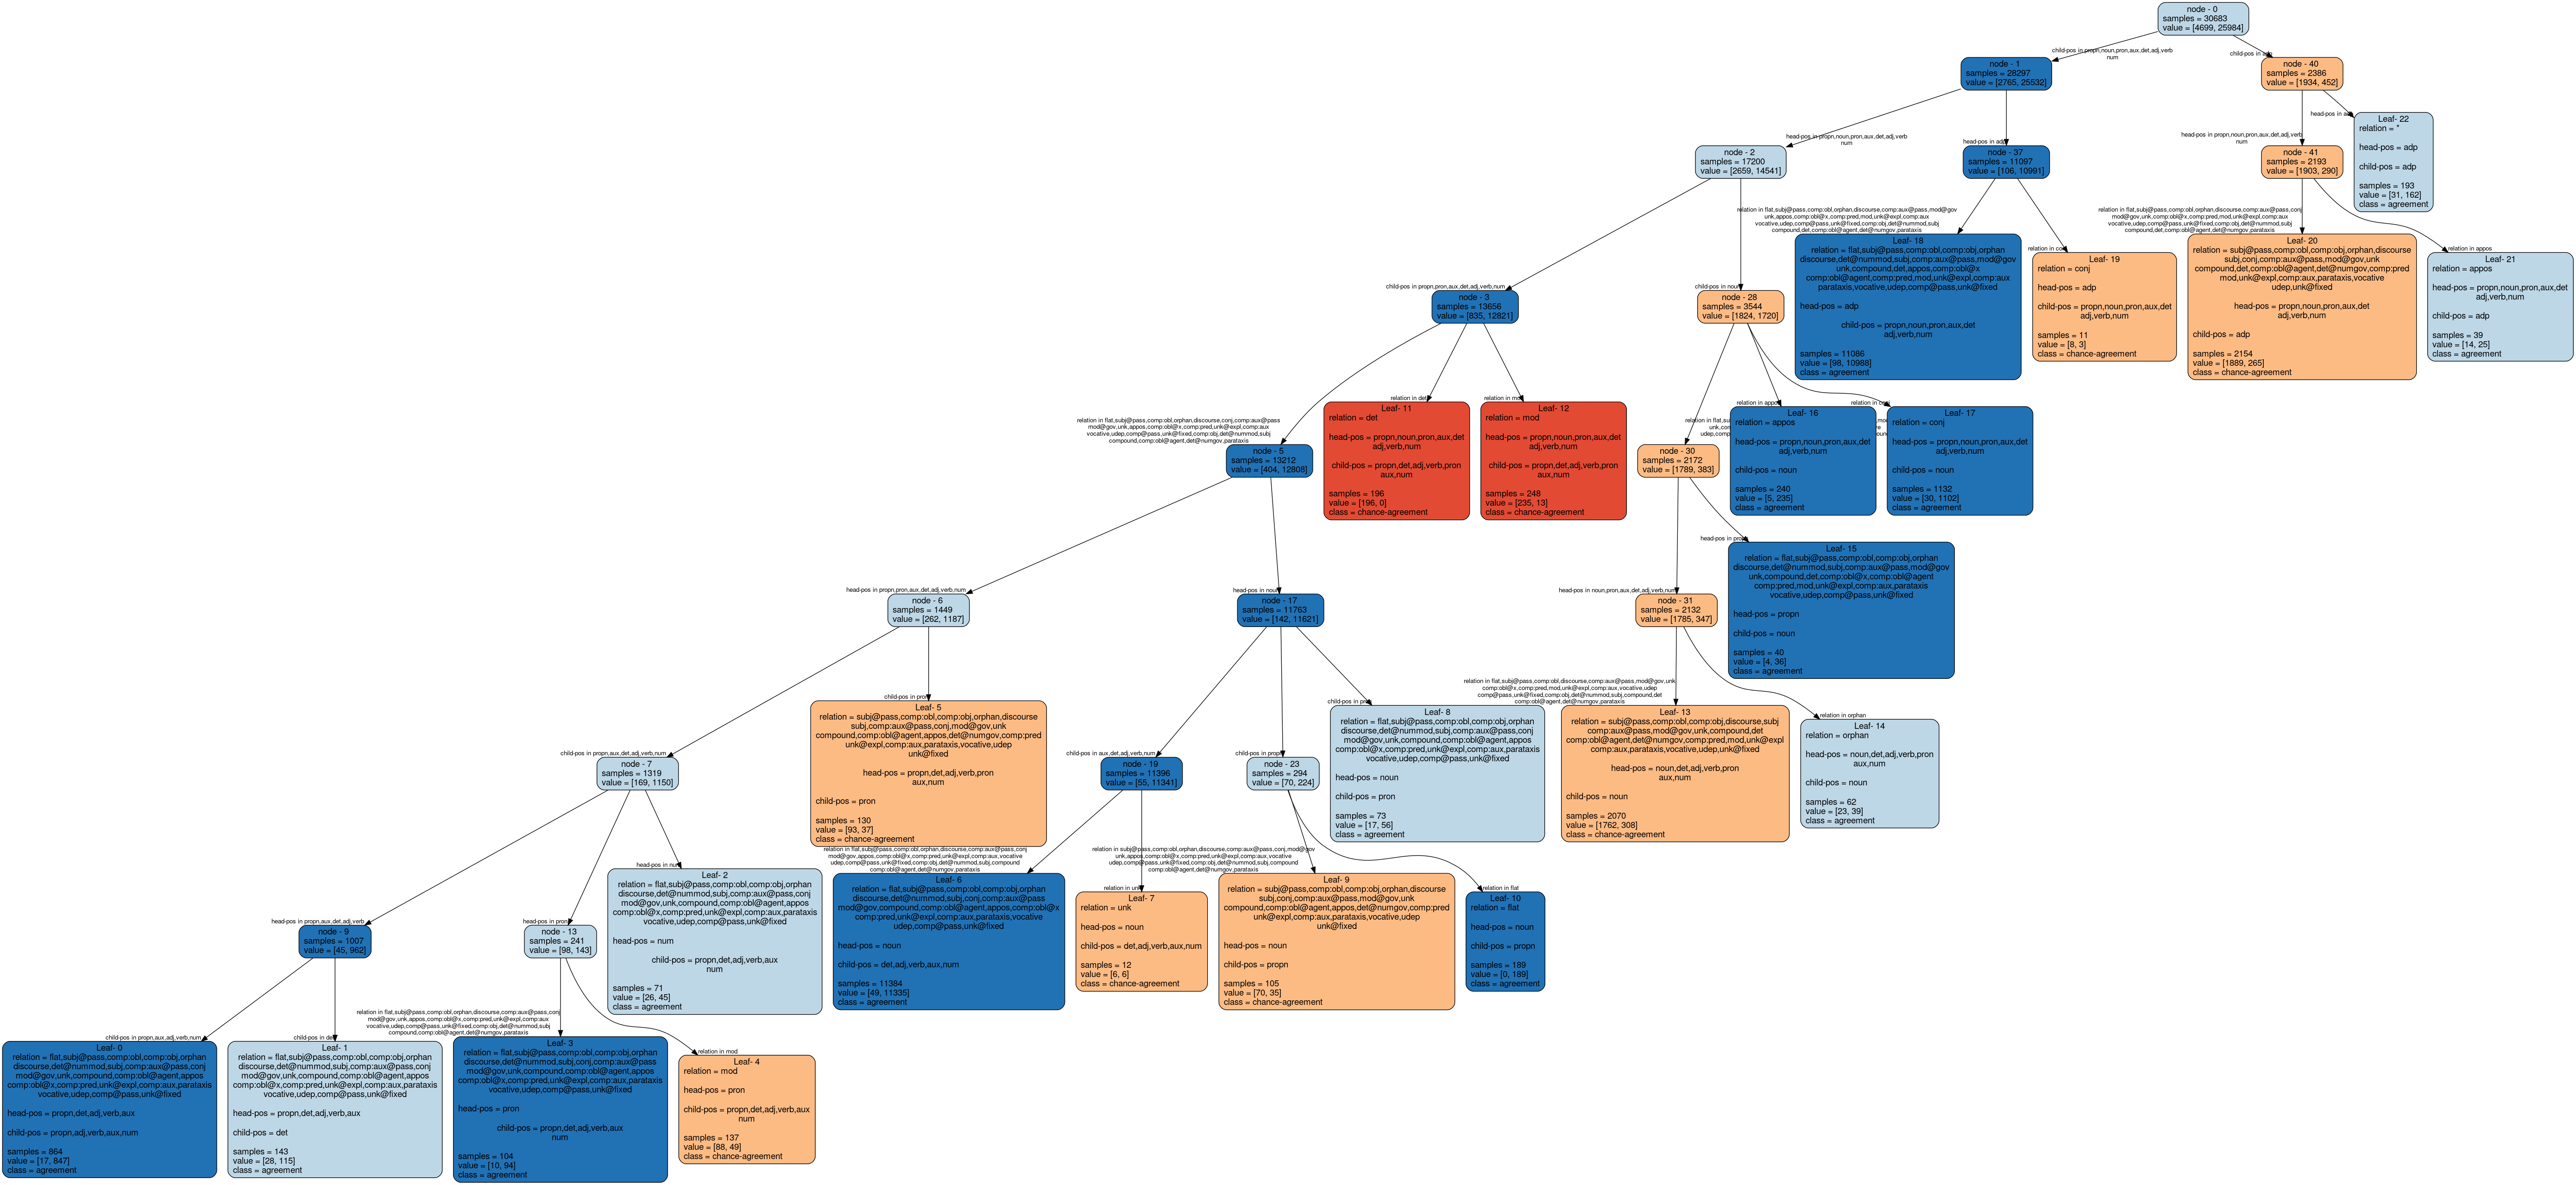 node - 0
samples = 30683
value = [4699, 25984]
child-pos in propn,noun,pron,aux,det,adj,verb
num
node - 1
samples = 28297
value = [2765, 25532]
node - 40
samples = 2386
value = [1934, 452]
head-pos in propn,noun,pron,aux,det,adj,verb
num
node - 2
samples = 17200
value = [2659, 14541]
node - 37
samples = 11097
value = [106, 10991]
head-pos in propn,noun,pron,aux,det,adj,verb
num
node - 41
samples = 2193
value = [1903, 290]
Leaf- 22
relation = *
head-pos = adp
child-pos = adp
samples = 193
value = [31, 162]
class = agreement
child-pos in propn,pron,aux,det,adj,verb,num
node - 3
samples = 13656
value = [835, 12821]
node - 28
samples = 3544
value = [1824, 1720]
relation in flat,subj@pass,comp:obl,orphan,discourse,comp:aux@pass,mod@gov
unk,appos,comp:obl@x,comp:pred,mod,unk@expl,comp:aux
vocative,udep,comp@pass,unk@fixed,comp:obj,det@nummod,subj
compound,det,comp:obl@agent,det@numgov,parataxis
Leaf- 18
relation = flat,subj@pass,comp:obl,comp:obj,orphan
discourse,det@nummod,subj,comp:aux@pass,mod@gov
unk,compound,det,appos,comp:obl@x
comp:obl@agent,comp:pred,mod,unk@expl,comp:aux
parataxis,vocative,udep,comp@pass,unk@fixed
head-pos = adp
child-pos = propn,noun,pron,aux,det
adj,verb,num
samples = 11086
value = [98, 10988]
class = agreement
Leaf- 19
relation = conj
head-pos = adp
child-pos = propn,noun,pron,aux,det
adj,verb,num
samples = 11
value = [8, 3]
class = chance-agreement
relation in flat,subj@pass,comp:obl,orphan,discourse,comp:aux@pass,conj
mod@gov,unk,comp:obl@x,comp:pred,mod,unk@expl,comp:aux
vocative,udep,comp@pass,unk@fixed,comp:obj,det@nummod,subj
compound,det,comp:obl@agent,det@numgov,parataxis
Leaf- 20
relation = subj@pass,comp:obl,comp:obj,orphan,discourse
subj,conj,comp:aux@pass,mod@gov,unk
compound,det,comp:obl@agent,det@numgov,comp:pred
mod,unk@expl,comp:aux,parataxis,vocative
udep,unk@fixed
head-pos = propn,noun,pron,aux,det
adj,verb,num
child-pos = adp
samples = 2154
value = [1889, 265]
class = chance-agreement
relation in appos
Leaf- 21
relation = appos
head-pos = propn,noun,pron,aux,det
adj,verb,num
child-pos = adp
samples = 39
value = [14, 25]
class = agreement
relation in flat,subj@pass,comp:obl,orphan,discourse,conj,comp:aux@pass
mod@gov,unk,appos,comp:obl@x,comp:pred,unk@expl,comp:aux
vocative,udep,comp@pass,unk@fixed,comp:obj,det@nummod,subj
compound,comp:obl@agent,det@numgov,parataxis
node - 5
samples = 13212
value = [404, 12808]
relation in det
Leaf- 11
relation = det
head-pos = propn,noun,pron,aux,det
adj,verb,num
child-pos = propn,det,adj,verb,pron
aux,num
samples = 196
value = [196, 0]
class = chance-agreement
Leaf- 12
relation = mod
head-pos = propn,noun,pron,aux,det
adj,verb,num
child-pos = propn,det,adj,verb,pron
aux,num
samples = 248
value = [235, 13]
class = chance-agreement
node - 30
samples = 2172
value = [1789, 383]
Leaf- 16
relation = appos
head-pos = propn,noun,pron,aux,det
adj,verb,num
child-pos = noun
samples = 240
value = [5, 235]
class = agreement
Leaf- 17
relation = conj
head-pos = propn,noun,pron,aux,det
adj,verb,num
child-pos = noun
samples = 1132
value = [30, 1102]
class = agreement
head-pos in propn,pron,aux,det,adj,verb,num
node - 6
samples = 1449
value = [262, 1187]
node - 17
samples = 11763
value = [142, 11621]
head-pos in noun,pron,aux,det,adj,verb,num
node - 31
samples = 2132
value = [1785, 347]
Leaf- 15
relation = flat,subj@pass,comp:obl,comp:obj,orphan
discourse,det@nummod,subj,comp:aux@pass,mod@gov
unk,compound,det,comp:obl@x,comp:obl@agent
comp:pred,mod,unk@expl,comp:aux,parataxis
vocative,udep,comp@pass,unk@fixed
head-pos = propn
child-pos = noun
samples = 40
value = [4, 36]
class = agreement
child-pos in propn,aux,det,adj,verb,num
node - 7
samples = 1319
value = [169, 1150]
Leaf- 5
relation = subj@pass,comp:obl,comp:obj,orphan,discourse
subj,comp:aux@pass,conj,mod@gov,unk
compound,comp:obl@agent,appos,det@numgov,comp:pred
unk@expl,comp:aux,parataxis,vocative,udep
unk@fixed
head-pos = propn,det,adj,verb,pron
aux,num
child-pos = pron
samples = 130
value = [93, 37]
class = chance-agreement
child-pos in aux,det,adj,verb,num
node - 19
samples = 11396
value = [55, 11341]
node - 23
samples = 294
value = [70, 224]
Leaf- 8
relation = flat,subj@pass,comp:obl,comp:obj,orphan
discourse,det@nummod,subj,comp:aux@pass,conj
mod@gov,unk,compound,comp:obl@agent,appos
comp:obl@x,comp:pred,unk@expl,comp:aux,parataxis
vocative,udep,comp@pass,unk@fixed
head-pos = noun
child-pos = pron
samples = 73
value = [17, 56]
class = agreement
relation in flat,subj@pass,comp:obl,discourse,comp:aux@pass,mod@gov,unk
comp:obl@x,comp:pred,mod,unk@expl,comp:aux,vocative,udep
comp@pass,unk@fixed,comp:obj,det@nummod,subj,compound,det
comp:obl@agent,det@numgov,parataxis
Leaf- 13
relation = subj@pass,comp:obl,comp:obj,discourse,subj
comp:aux@pass,mod@gov,unk,compound,det
comp:obl@agent,det@numgov,comp:pred,mod,unk@expl
comp:aux,parataxis,vocative,udep,unk@fixed
head-pos = noun,det,adj,verb,pron
aux,num
child-pos = noun
samples = 2070
value = [1762, 308]
class = chance-agreement
relation in orphan
Leaf- 14
relation = orphan
head-pos = noun,det,adj,verb,pron
aux,num
child-pos = noun
samples = 62
value = [23, 39]
class = agreement
head-pos in propn,aux,det,adj,verb
node - 9
samples = 1007
value = [45, 962]
head-pos in pron
node - 13
samples = 241
value = [98, 143]
Leaf- 2
relation = flat,subj@pass,comp:obl,comp:obj,orphan
discourse,det@nummod,subj,comp:aux@pass,conj
mod@gov,unk,compound,comp:obl@agent,appos
comp:obl@x,comp:pred,unk@expl,comp:aux,parataxis
vocative,udep,comp@pass,unk@fixed
head-pos = num
child-pos = propn,det,adj,verb,aux
num
samples = 71
value = [26, 45]
class = agreement
relation in flat,subj@pass,comp:obl,orphan,discourse,comp:aux@pass,conj
mod@gov,appos,comp:obl@x,comp:pred,unk@expl,comp:aux,vocative
udep,comp@pass,unk@fixed,comp:obj,det@nummod,subj,compound
comp:obl@agent,det@numgov,parataxis
Leaf- 6
relation = flat,subj@pass,comp:obl,comp:obj,orphan
discourse,det@nummod,subj,conj,comp:aux@pass
mod@gov,compound,comp:obl@agent,appos,comp:obl@x
comp:pred,unk@expl,comp:aux,parataxis,vocative
udep,comp@pass,unk@fixed
head-pos = noun
child-pos = det,adj,verb,aux,num
samples = 11384
value = [49, 11335]
class = agreement
relation in unk
Leaf- 7
relation = unk
head-pos = noun
child-pos = det,adj,verb,aux,num
samples = 12
value = [6, 6]
class = chance-agreement
relation in subj@pass,comp:obl,orphan,discourse,comp:aux@pass,conj,mod@gov
unk,appos,comp:obl@x,comp:pred,unk@expl,comp:aux,vocative
udep,comp@pass,unk@fixed,comp:obj,det@nummod,subj,compound
comp:obl@agent,det@numgov,parataxis
Leaf- 9
relation = subj@pass,comp:obl,comp:obj,orphan,discourse
subj,conj,comp:aux@pass,mod@gov,unk
compound,comp:obl@agent,appos,det@numgov,comp:pred
unk@expl,comp:aux,parataxis,vocative,udep
unk@fixed
head-pos = noun
child-pos = propn
samples = 105
value = [70, 35]
class = chance-agreement
relation in flat
Leaf- 10
relation = flat
head-pos = noun
child-pos = propn
samples = 189
value = [0, 189]
class = agreement
child-pos in propn,aux,adj,verb,num
Leaf- 0
relation = flat,subj@pass,comp:obl,comp:obj,orphan
discourse,det@nummod,subj,comp:aux@pass,conj
mod@gov,unk,compound,comp:obl@agent,appos
comp:obl@x,comp:pred,unk@expl,comp:aux,parataxis
vocative,udep,comp@pass,unk@fixed
head-pos = propn,det,adj,verb,aux
child-pos = propn,adj,verb,aux,num
samples = 864
value = [17, 847]
class = agreement
child-pos in det
Leaf- 1
relation = flat,subj@pass,comp:obl,comp:obj,orphan
discourse,det@nummod,subj,comp:aux@pass,conj
mod@gov,unk,compound,comp:obl@agent,appos
comp:obl@x,comp:pred,unk@expl,comp:aux,parataxis
vocative,udep,comp@pass,unk@fixed
head-pos = propn,det,adj,verb,aux
child-pos = det
samples = 143
value = [28, 115]
class = agreement
relation in flat,subj@pass,comp:obl,orphan,discourse,comp:aux@pass,conj
mod@gov,unk,appos,comp:obl@x,comp:pred,unk@expl,comp:aux
vocative,udep,comp@pass,unk@fixed,comp:obj,det@nummod,subj
compound,comp:obl@agent,det@numgov,parataxis
Leaf- 3
relation = flat,subj@pass,comp:obl,comp:obj,orphan
discourse,det@nummod,subj,conj,comp:aux@pass
mod@gov,unk,compound,comp:obl@agent,appos
comp:obl@x,comp:pred,unk@expl,comp:aux,parataxis
vocative,udep,comp@pass,unk@fixed
head-pos = pron
child-pos = propn,det,adj,verb,aux
num
samples = 104
value = [10, 94]
class = agreement
relation in mod
Leaf- 4
relation = mod
head-pos = pron
child-pos = propn,det,adj,verb,aux
num
samples = 137
value = [88, 49]
class = chance-agreement